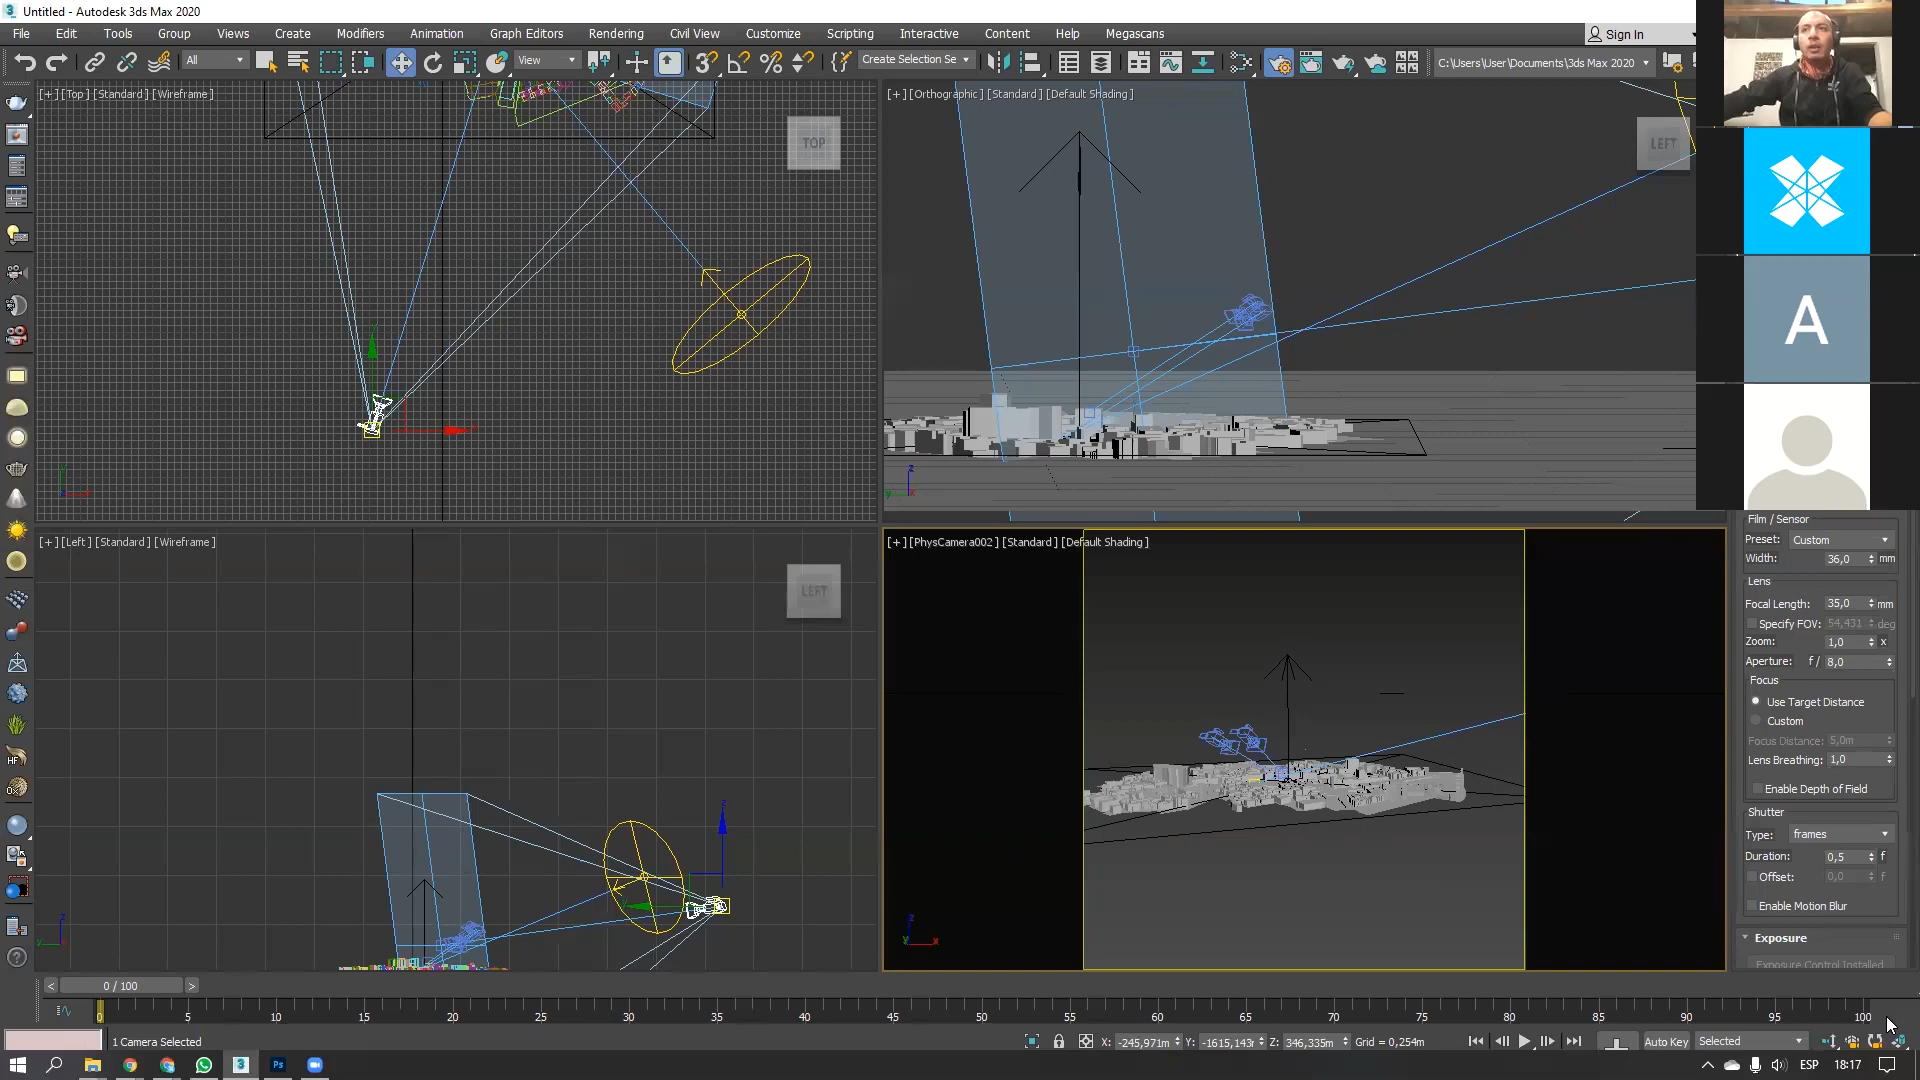 Untitled - Autodesk 3ds Max 2020
File Edit Tools Group Views Create Modifiers Animation Graph Editors Rendering Civil View Customize Scripting Interactive Content Help Megascans
Sign In
All
View
Create Selection Se
C:\Users\User\Documents\3ds Max 2020
[+] [Top] [Standard] [Wireframe]
TOP
[+] [Orthographic] [Standard] [Default Shading]
LEFT
A
[+] [Left] [Standard] [Wireframe]
LEFT
[+] [PhysCamera002] [Standard] [Default Shading]
Film / Sensor
Preset: Custom
Width: 36,0 mm
Lens
Focal Length: 35,0 mm
Specify FOV: 54,431 deg
Zoom: 1,0 x
Aperture: f / 8,0
Focus
Use Target Distance
Custom
Focus Distance: 5,0m
Lens Breathing: 1,0
Enable Depth of Field
Shutter
Type: frames
Duration: 0,5 f
Offset: 0,0 f
Enable Motion Blur
Exposure
Exposure Control Installed
< 0 / 100 >
0 5 10 15 20 25 30 35 40 45 50 55 60 65 70 75 80 85 90 95 100
1 Camera Selected
X: -245,971m Y: -1615,143r Z: 346,335m Grid = 0,254m
Auto Key Selected
ESP 18:17